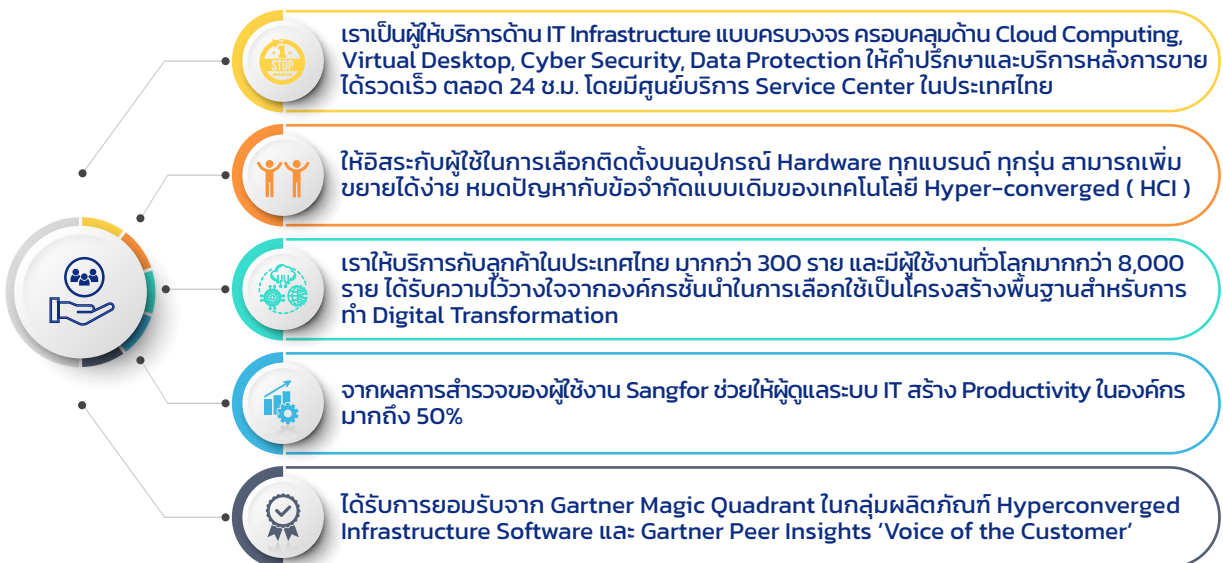 เราเป็นผู้ให้บริการด้าน IT Infrastructure แบบครบวงจร ครอบคลุมด้าน Cloud Computing,
Virtual Desktop, Cyber Security, Data Protection ให้คำปรึกษาและบริการหลังการขาย
ได้รวดเร็ว ตลอด 24 ช.ม. โดยมีศูนย์บริการ Service Center ในประเทศไทย
1
STOP
ให้อิสระกับผู้ใช้ในการเลือกติดตั้งบนอุปกรณ์ Hardware ทุกแบรนด์ ทุกรุ่น สามารถเพิ่ม
ขยายได้ง่าย หมดปัญหากับข้อจำกัดแบบเดิมของเทคโนโลยี Hyper-converged ( HCI )
เราให้บริการกับลูกค้าในประเทศไทย มากกว่า 300 ราย และมีผู้ใช้งานทั่วโลกมากกว่า 8,000
ราย ได้รับความไว้วางใจจากองค์กรชั้นนำในการเลือกใช้เป็นโครงสร้างพื้นฐานสำหรับการ
ทำ Digital Transformation
จากผลการสำรวจของผู้ใช้งาน Sangfor ช่วยให้ผู้ดูแลระบบ IT สร้าง Productivity ในองค์กร
มากถึง 50%
ได้รับการยอมรับจาก Gartner Magic Quadrant ในกลุ่มผลิตภัณฑ์ Hyperconverged
Infrastructure Software และ Gartner Peer Insights ‘Voice of the Customer’